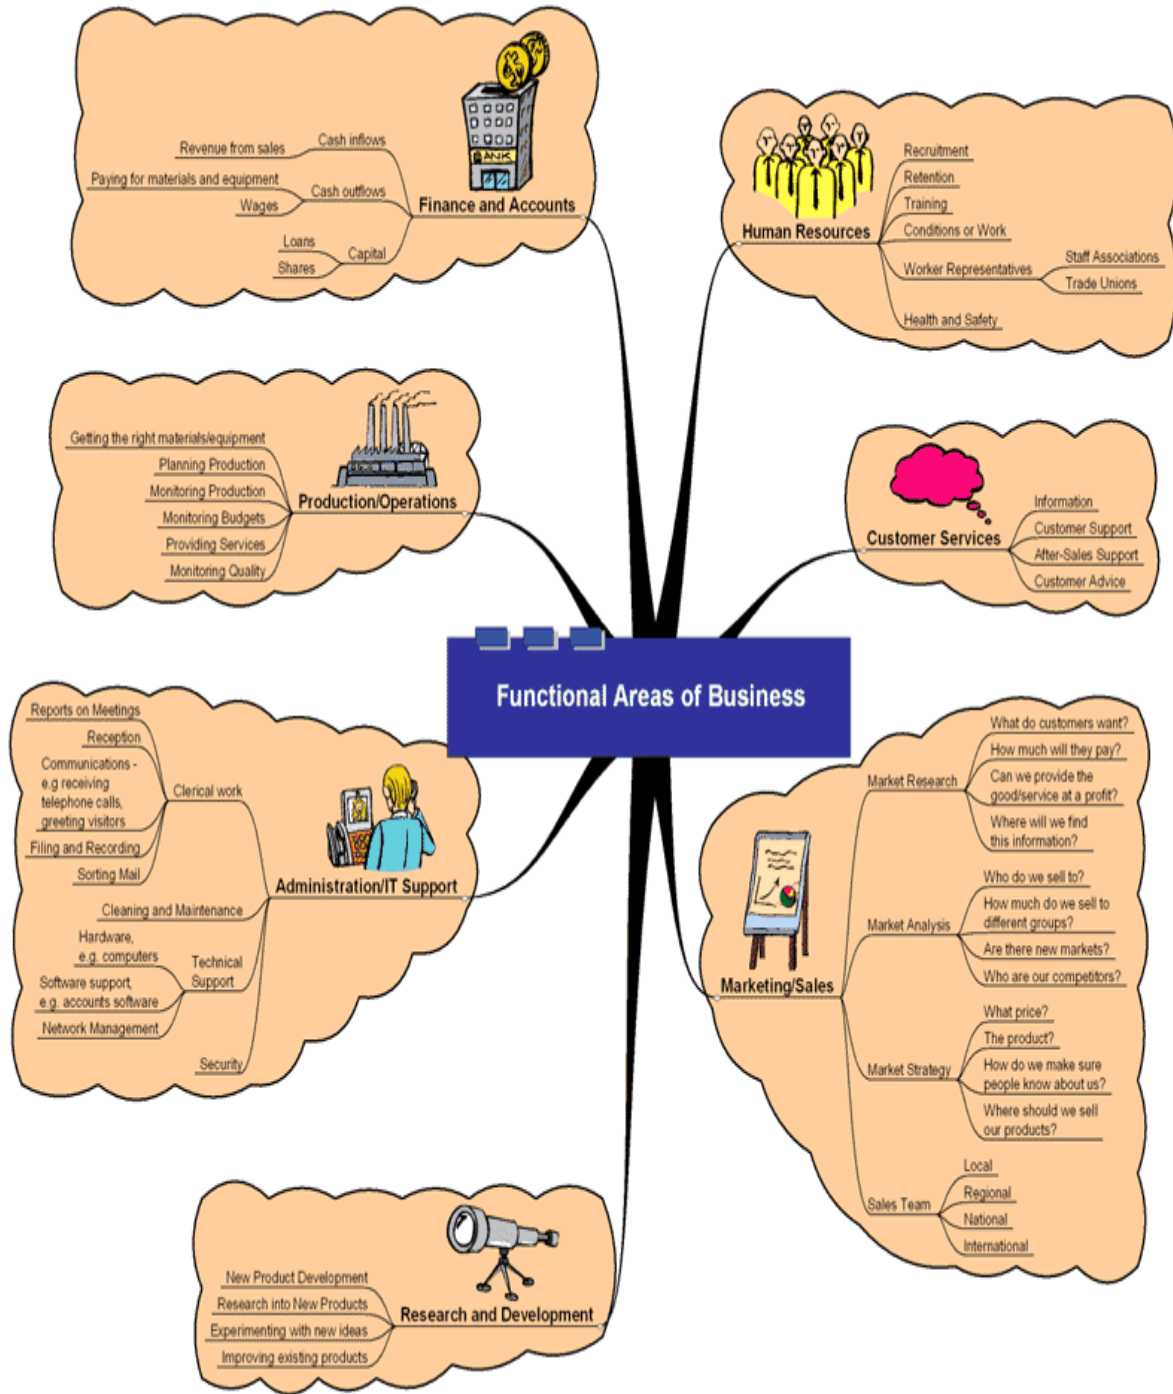 BANK
Revenue from sales
Cash inflows
Paying for materials and equipment
Wages
Cash outflows
Loans
Shares
Capital
Finance and Accounts
Human Resources
Recruitment
Retention
Training
Conditions or Work
Worker Representatives
Staff Associations
Trade Unions
Health and Safety
Getting the right materials/equipment
Planning Production
Monitoring Production
Monitoring Budgets
Providing Services
Monitoring Quality
Production/Operations
Customer Services
Information
Customer Support
After-Sales Support
Customer Advice
Functional Areas of Business
Reports on Meetings
Reception
Communications -
e.g receiving
telephone calls,
greeting visitors
Filing and Recording
Sorting Mail
Clerical work
Administration/IT Support
Cleaning and Maintenance
Hardware,
e.g. computers
Software support,
e.g. accounts software
Network Management
Technical
Support
Security
Marketing/Sales
Market Research
What do customers want?
How much will they pay?
Can we provide the
good/service at a profit?
Where will we find
this information?
Market Analysis
Who do we sell to?
How much do we sell to
different groups?
Are there new markets?
Who are our competitors?
Market Strategy
What price?
The product?
How do we make sure
people know about us?
Where should we sell
our products?
Sales Team
Local
Regional
National
International
New Product Development
Research into New Products
Experimenting with new ideas
Improving existing products
Research and Development